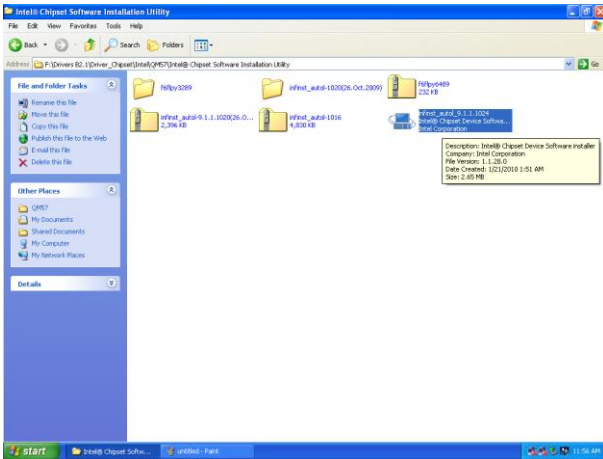 Intel® Chipset Software Installation Utility
File Edit View Favorites Tools Help
Back Search Folders
Address F:\Drivers B2.1\Driver_Chipset\Intel\QM57\Intel® Chipset Software Installation Utility Go
File and Folder Tasks
Rename this file
Move this file
Copy this file
Publish this file to the Web
E-mail this file
Delete this file
Other Places
QM57
My Documents
Shared Documents
My Computer
My Network Places
Details
f6flpy3289
infinst_autol-1020(26.Oct.2009)
f6flpy6489
232 KB
infinst_autol-9.1.1.1020(26.O...
2,396 KB
infinst_autol-1016
4,830 KB
infinst_autol_9.1.1.1024
Intel® Chipset Device Softwa...
Intel Corporation
Description: Intel® Chipset Device Software installer
Company: Intel Corporation
File Version: 1.1.28.0
Date Created: 1/21/2010 1:51 AM
Size: 2.65 MB
start Intel® Chipset Softw... untitled - Paint 11:56 AM